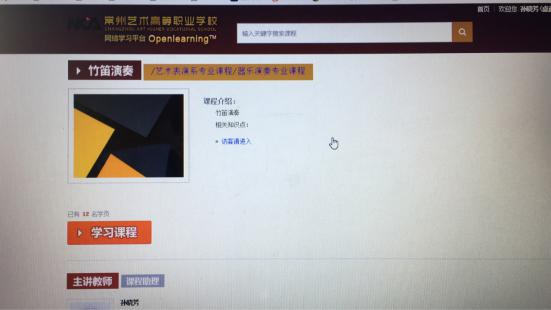 首页 欢迎您 孙晓芳
常州艺术高等职业学校
CHANGZHOU ART HIGHER VOCATIONAL SCHOOL
网络学习平台 Openlearning™
输入关键字搜索课程
竹笛演奏 /艺术表演系专业课程/器乐演奏专业课程
课程介绍：
竹笛演奏
相关知识点：
» 访客请进入
已有 12 名学员
学习课程
主讲教师 课程助理
孙晓芳